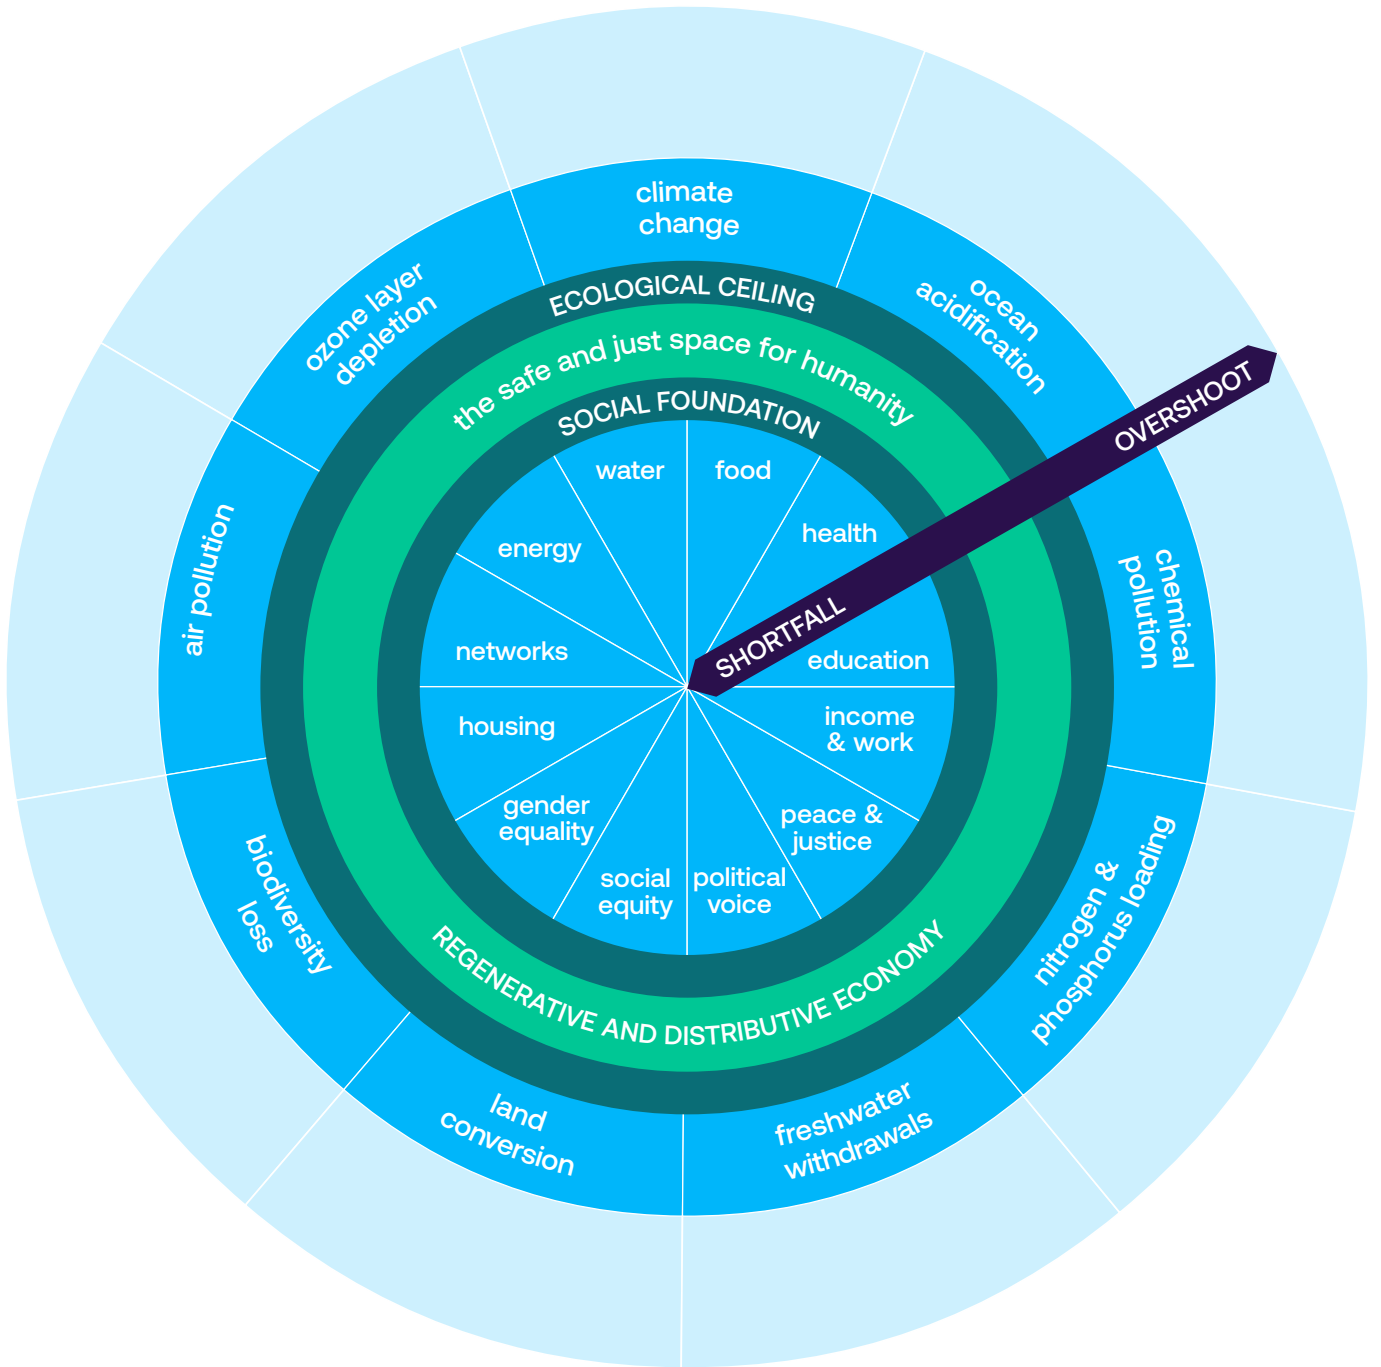 climate
change
ocean
acidification
chemical
pollution
nitrogen &
phosphorus loading
freshwater
withdrawals
land
conversion
biodiversity
loss
air pollution
ozone layer
depletion
ECOLOGICAL CEILING
the safe and just space for humanity
SOCIAL FOUNDATION
water
food
health
education
income
& work
peace &
justice
political
voice
social
equity
gender
equality
housing
networks
energy
SHORTFALL
OVERSHOOT
REGENERATIVE AND DISTRIBUTIVE ECONOMY